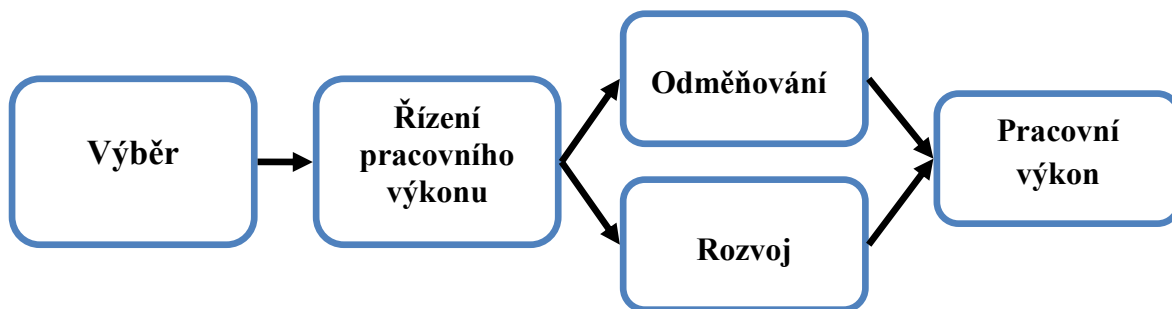 Výběr
Řízení
pracovního
výkonu
Odměňování
Rozvoj
Pracovní
výkon